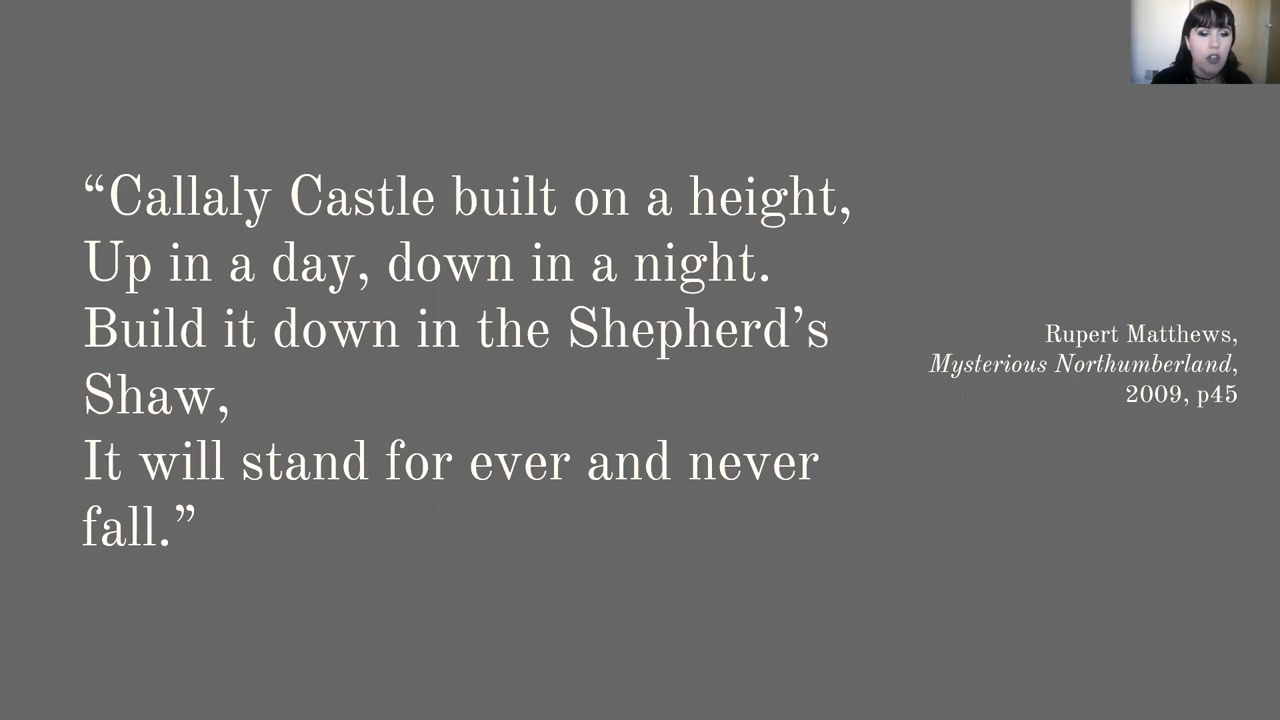 “Callaly Castle built on a height,
Up in a day, down in a night.
Build it down in the Shepherd’s
Shaw,
It will stand for ever and never
fall.”
Rupert Matthews,
Mysterious Northumberland,
2009, p45